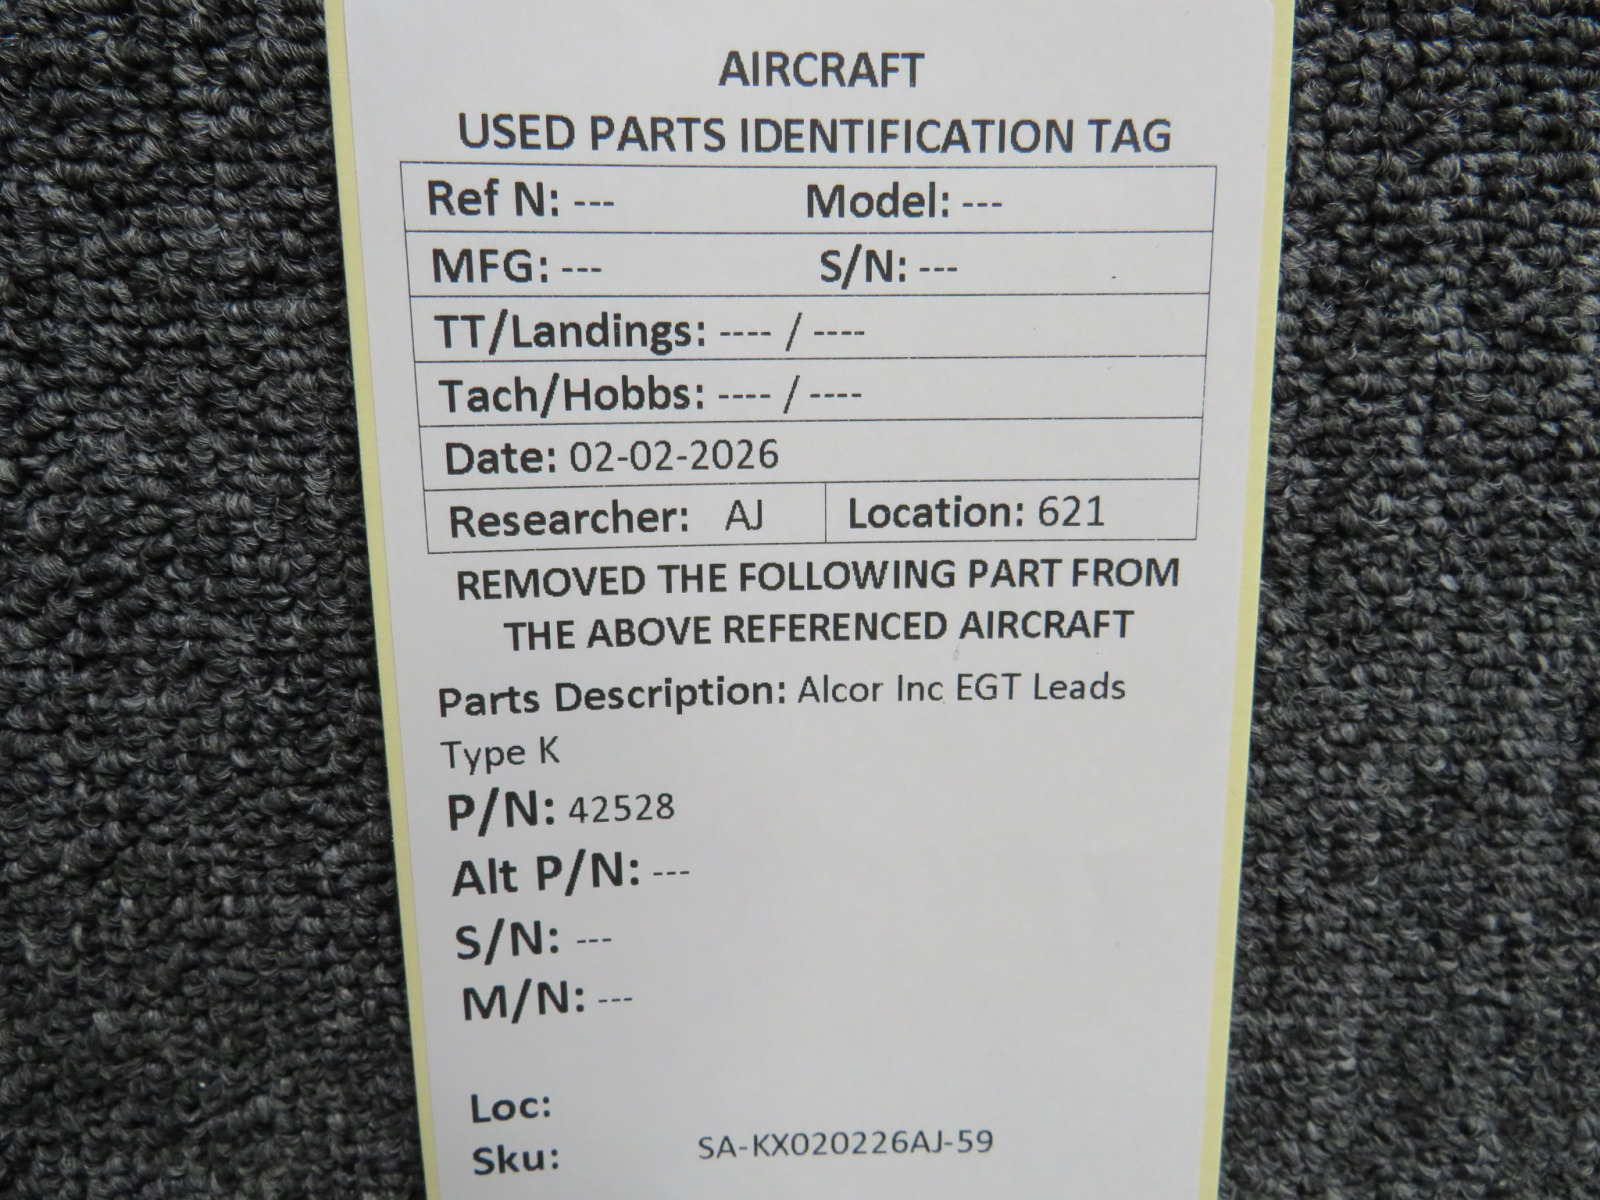 AIRCRAFT
USED PARTS IDENTIFICATION TAG
Ref N: --- Model: ---
MFG: --- S/N: ---
TT/Landings: ---- / ----
Tach/Hobbs: ---- / ----
Date: 02-02-2026
Researcher: AJ Location: 621
REMOVED THE FOLLOWING PART FROM
THE ABOVE REFERENCED AIRCRAFT
Parts Description: Alcor Inc EGT Leads
Type K
P/N: 42528
Alt P/N: ---
S/N: ---
M/N: ---
Loc:
Sku: SA-KX020226AJ-59